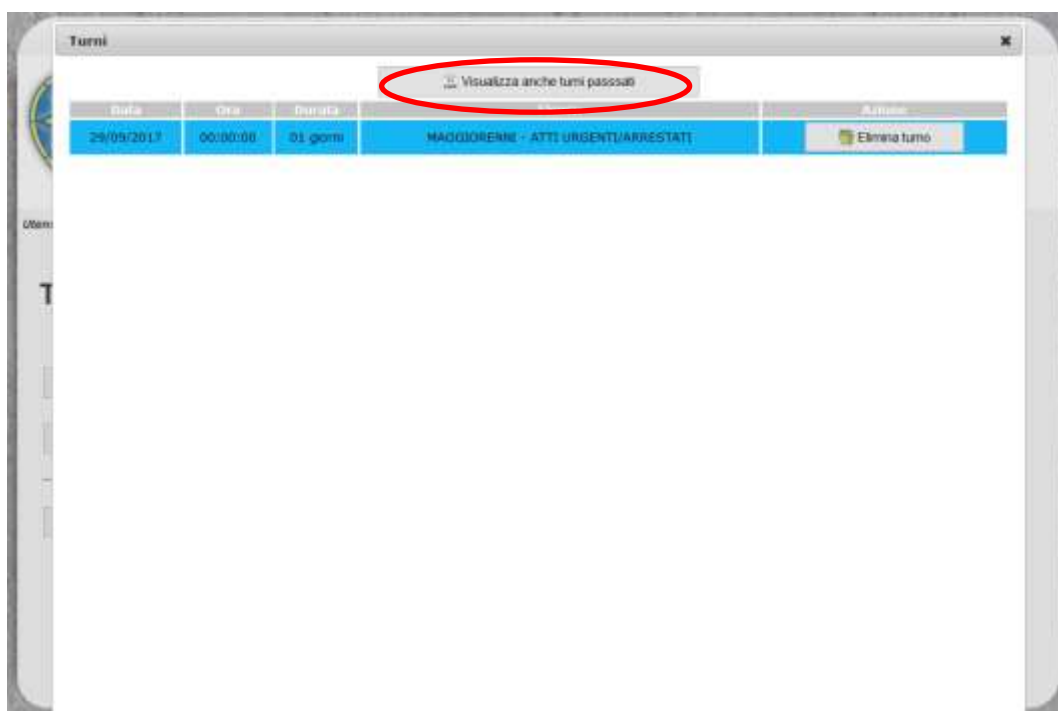 Turni
Visualizza anche turni passsati
Data Ora Durata Azione
29/09/2017 00:00:00 01 giorni MAGGIORENNI - ATTI URGENTI/ARRESTATI Elimina turno
Uten
T